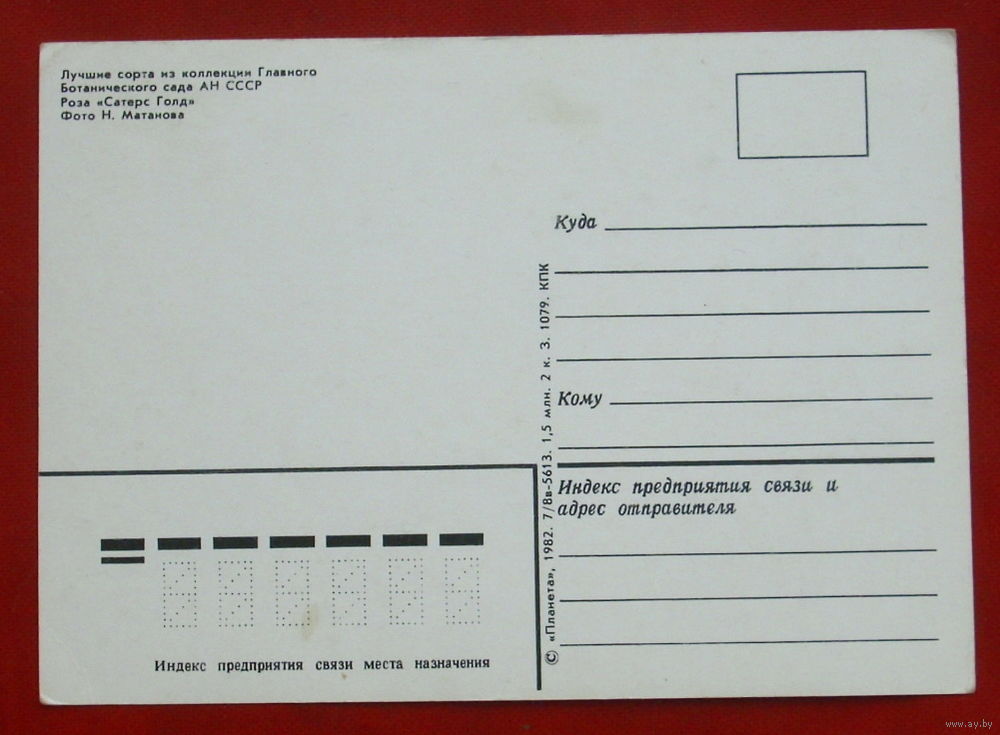 Лучшие сорта из коллекции Главного
Ботанического сада АН СССР
Роза «Сатерс Голд»
Фото Н. Матанова
Куда
Кому
Индекс предприятия связи и
адрес отправителя
© «Планета», 1982. 7/8в-5613. 1,5 млн. 2 к. З. 1079. КПК
Индекс предприятия связи места назначения
www.ay.by